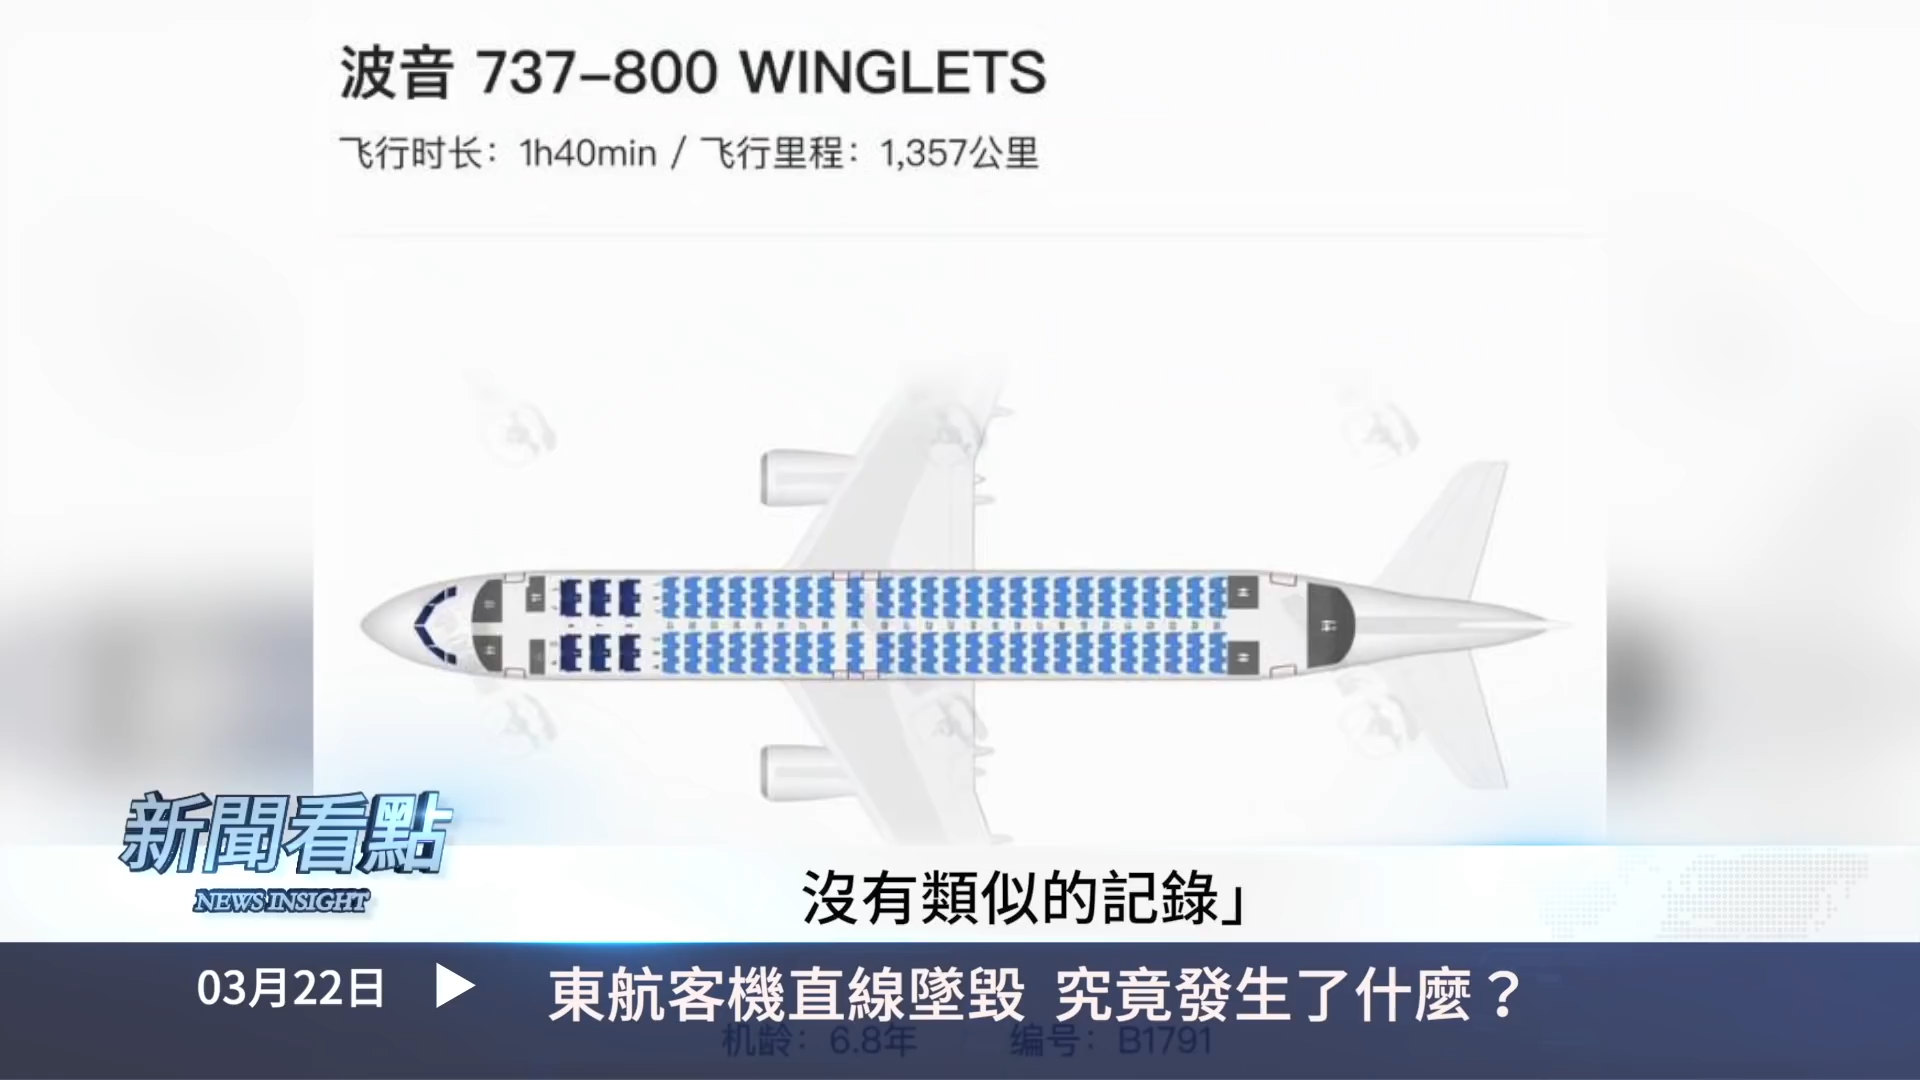 波音 737-800 WINGLETS
飞行时长：1h40min / 飞行里程：1,357公里
新聞看點
NEWS INSIGHT
沒有類似的記錄」
03月22日
東航客機直線墜毀 究竟發生了什麼？
机龄：6.8年 编号：B1791